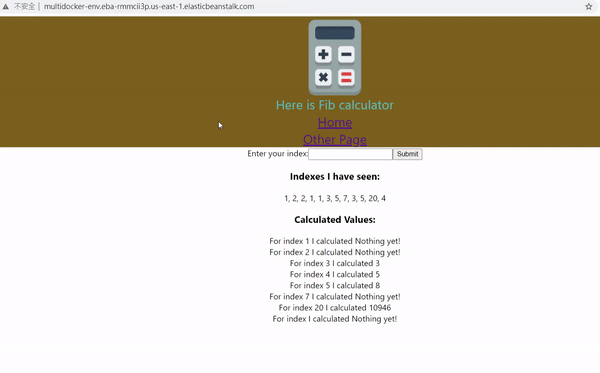 不安全 | multidocker-env.eba-rmmcii3p.us-east-1.elasticbeanstalk.com
Here is Fib calculator
Home
Other Page
Enter your index: Submit
Indexes I have seen:
1, 2, 2, 1, 1, 3, 5, 7, 3, 5, 20, 4
Calculated Values:
For index 1 I calculated Nothing yet!
For index 2 I calculated Nothing yet!
For index 3 I calculated 3
For index 4 I calculated 5
For index 5 I calculated 8
For index 7 I calculated Nothing yet!
For index 20 I calculated 10946
For index I calculated Nothing yet!